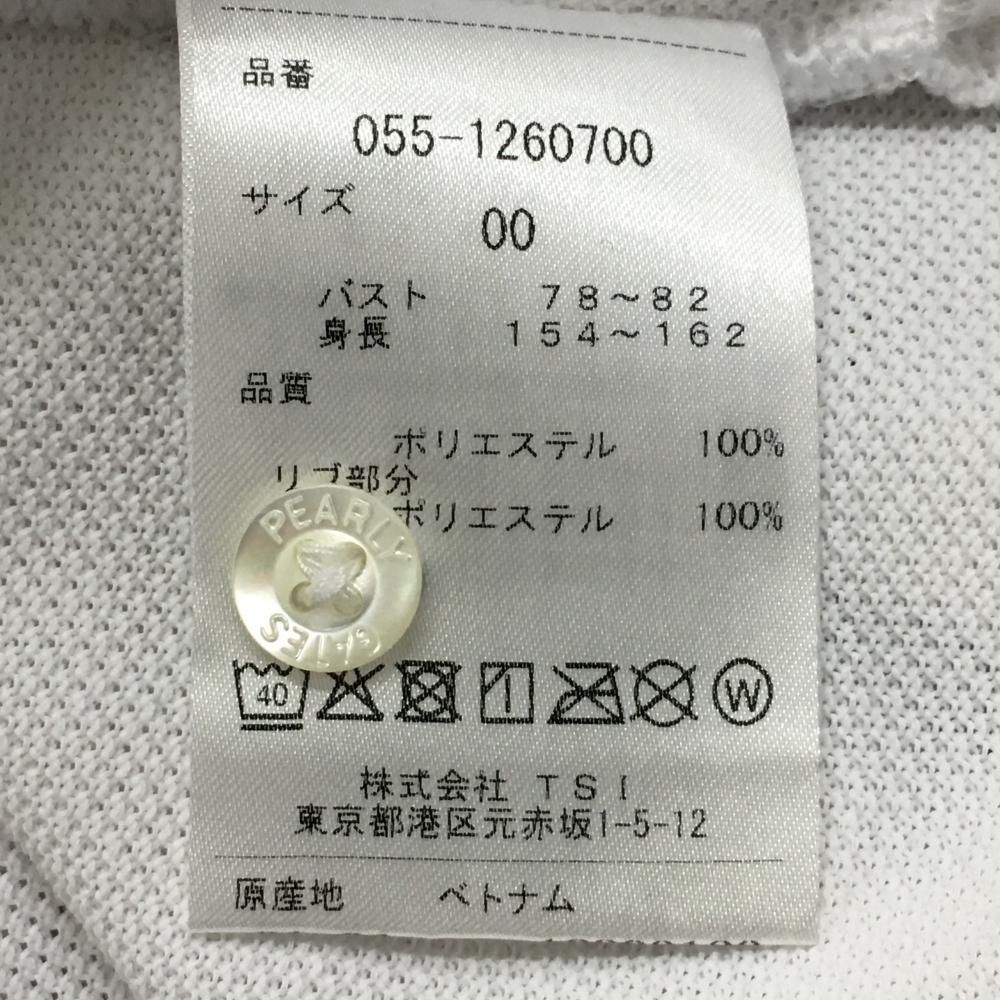 品番
055-1260700
サイズ
00
バスト 78～82
身長 154～162
品質
ポリエステル 100%
リブ部分
ポリエステル 100%
PEARLY
GATES
40
W
株式会社 TSI
東京都港区元赤坂1-5-12
原産地 ベトナム